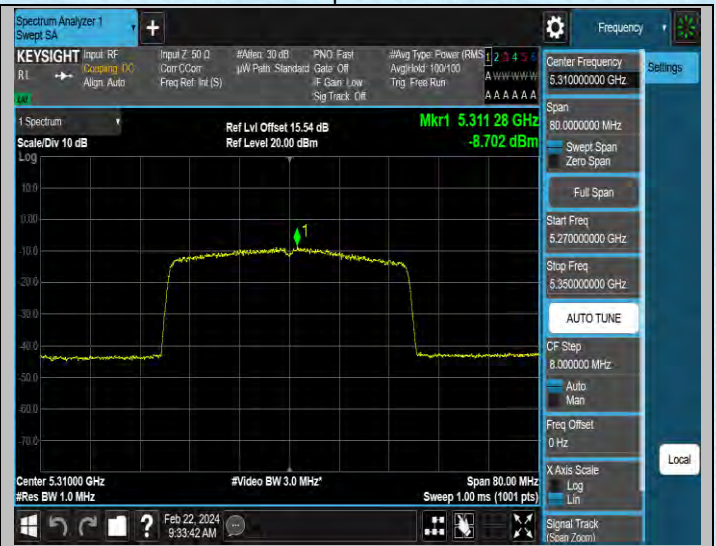 Spectrum Analyzer 1
Swept SA
+
Frequency
KEYSIGHT Input: RF Input Z: 50 Ω #Atten: 30 dB PNO: Fast #Avg Type: Power (RMS 1 2 3 4 5 6
RL Coupling: DC Corr CCorr µW Path: Standard Gate: Off Avg|Hold: 100/100 A W W W W W
Align: Auto Freq Ref: Int (S) IF Gain: Low Trig: Free Run
Sig Track: Off A A A A A A
1 Spectrum
Scale/Div 10 dB
Ref Lvl Offset 15.54 dB
Ref Level 20.00 dBm
Mkr1 5.311 28 GHz
-8.702 dBm
Log
10.0
0.00
-10.0
-20.0
-30.0
-40.0
-50.0
-60.0
-70.0
1
Center 5.31000 GHz
#Res BW 1.0 MHz
#Video BW 3.0 MHz*
Span 80.00 MHz
Sweep 1.00 ms (1001 pts)
Settings
Center Frequency
5.310000000 GHz
Span
80.0000000 MHz
Swept Span
Zero Span
Full Span
Start Freq
5.270000000 GHz
Stop Freq
5.350000000 GHz
AUTO TUNE
CF Step
8.000000 MHz
Auto
Man
Freq Offset
0 Hz
X Axis Scale
Log
Lin
Signal Track
(Span Zoom)
Local
?
Feb 22, 2024
9:33:42 AM